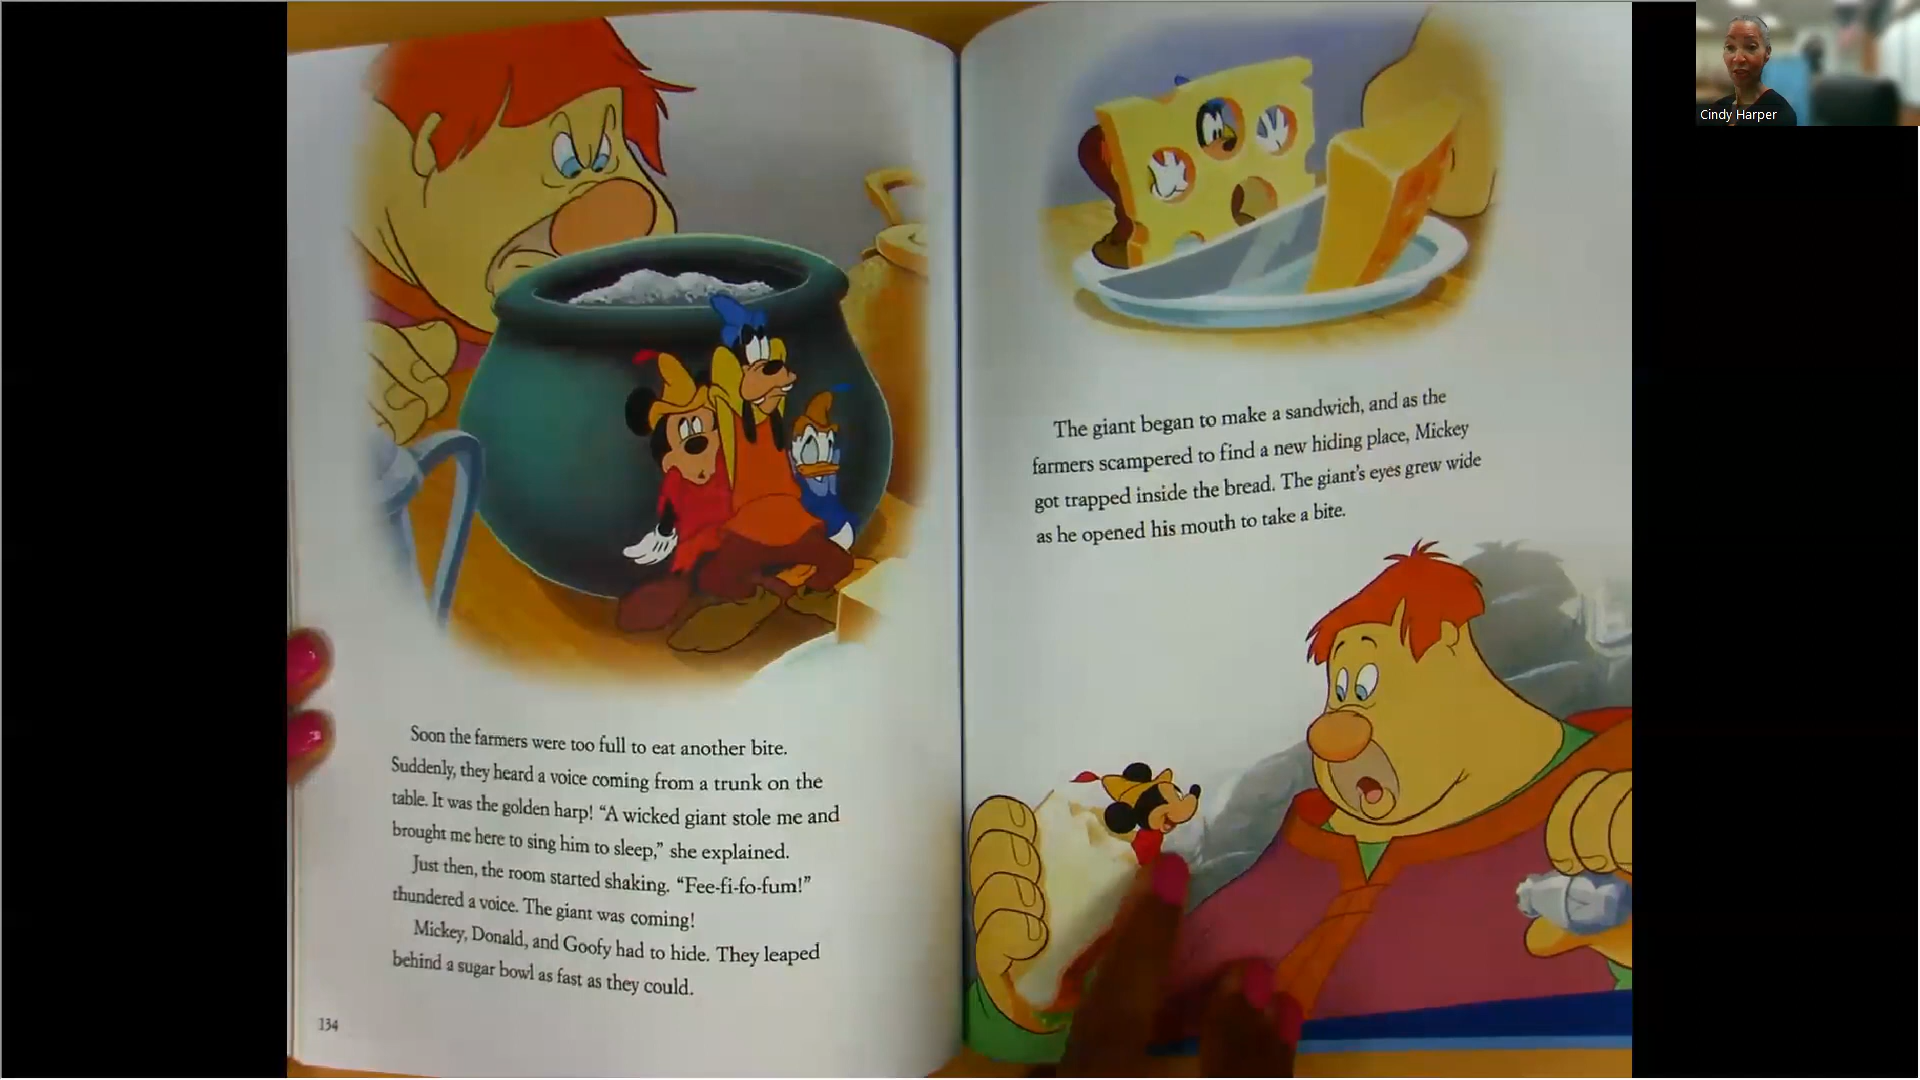 Soon the farmers were too full to eat another bite.
Suddenly, they heard a voice coming from a trunk on the
table. It was the golden harp! “A wicked giant stole me and
brought me here to sing him to sleep,” she explained.
Just then, the room started shaking. “Fee-fi-fo-fum!”
thundered a voice. The giant was coming!
Mickey, Donald, and Goofy had to hide. They leaped
behind a sugar bowl as fast as they could.
134
The giant began to make a sandwich, and as the
farmers scampered to find a new hiding place, Mickey
got trapped inside the bread. The giant’s eyes grew wide
as he opened his mouth to take a bite.
Cindy Harper